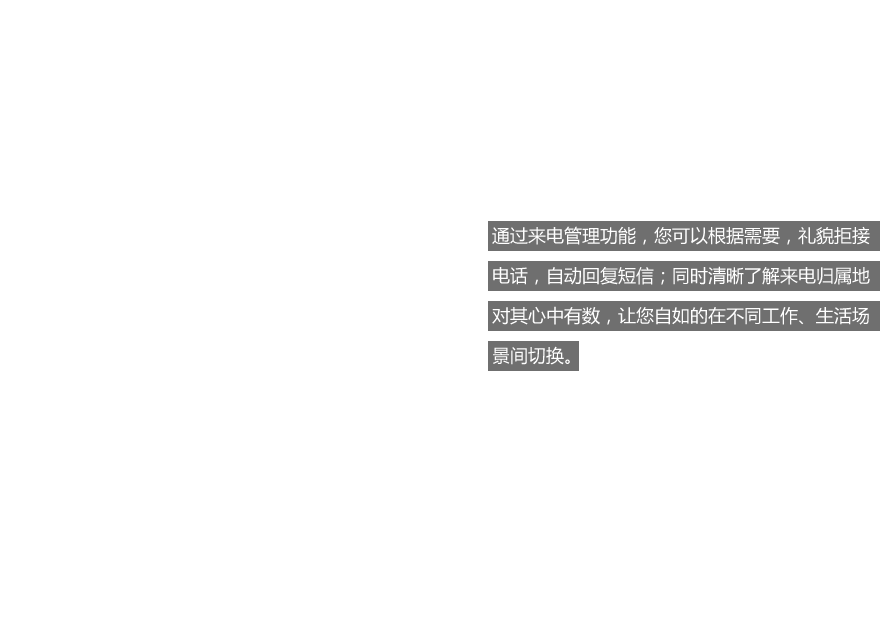 通过来电管理功能，您可以根据需要，礼貌拒接
电话，自动回复短信；同时清晰了解来电归属地
对其心中有数，让您自如的在不同工作、生活场
景间切换。